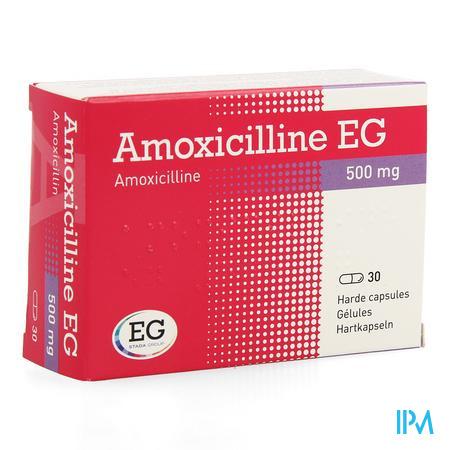 Amoxicilline EG
Amoxicilline
500 mg
30
Harde capsules
Gélules
Hartkapseln
EG
STADA GROUP
Amoxicilline EG
Amoxicillin
500 mg
30
IPM